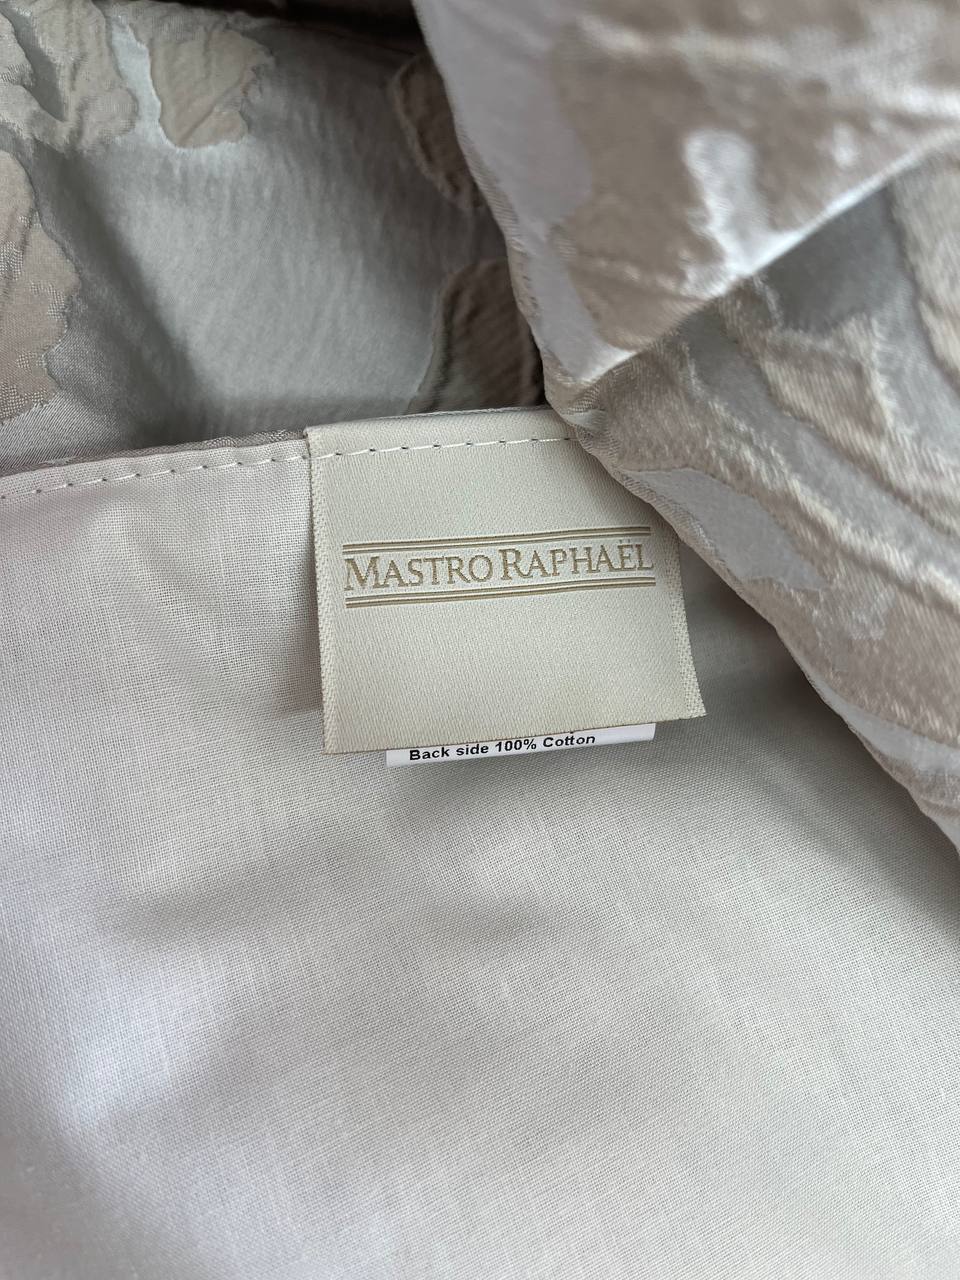 MASTRO RAPHAËL
Back side 100% Cotton